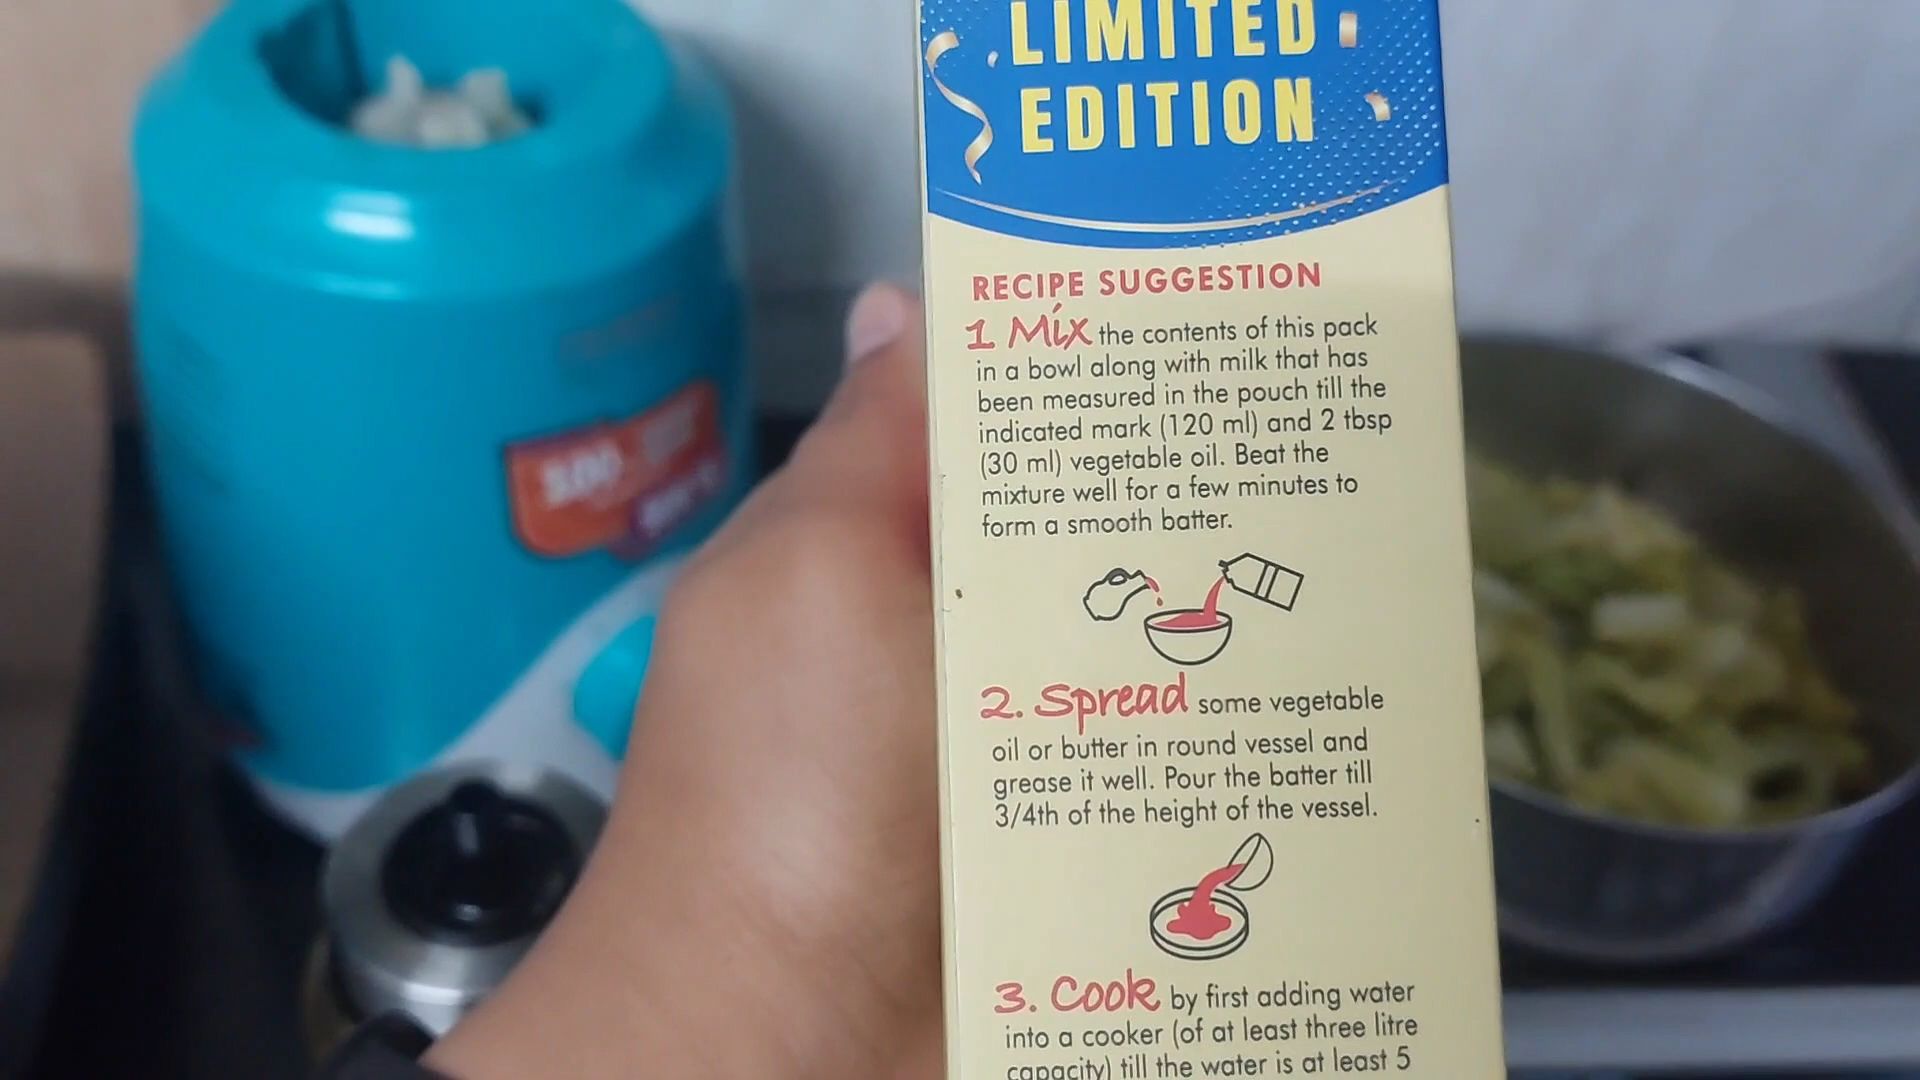 LIMITED
EDITION
RECIPE SUGGESTION
1 Mix the contents of this pack
in a bowl along with milk that has
been measured in the pouch till the
indicated mark (120 ml) and 2 tbsp
(30 ml) vegetable oil. Beat the
mixture well for a few minutes to
form a smooth batter.
2. Spread some vegetable
oil or butter in round vessel and
grease it well. Pour the batter till
3/4th of the height of the vessel.
3. Cook by first adding water
into a cooker (of at least three litre
capacity) till the water is at least 5